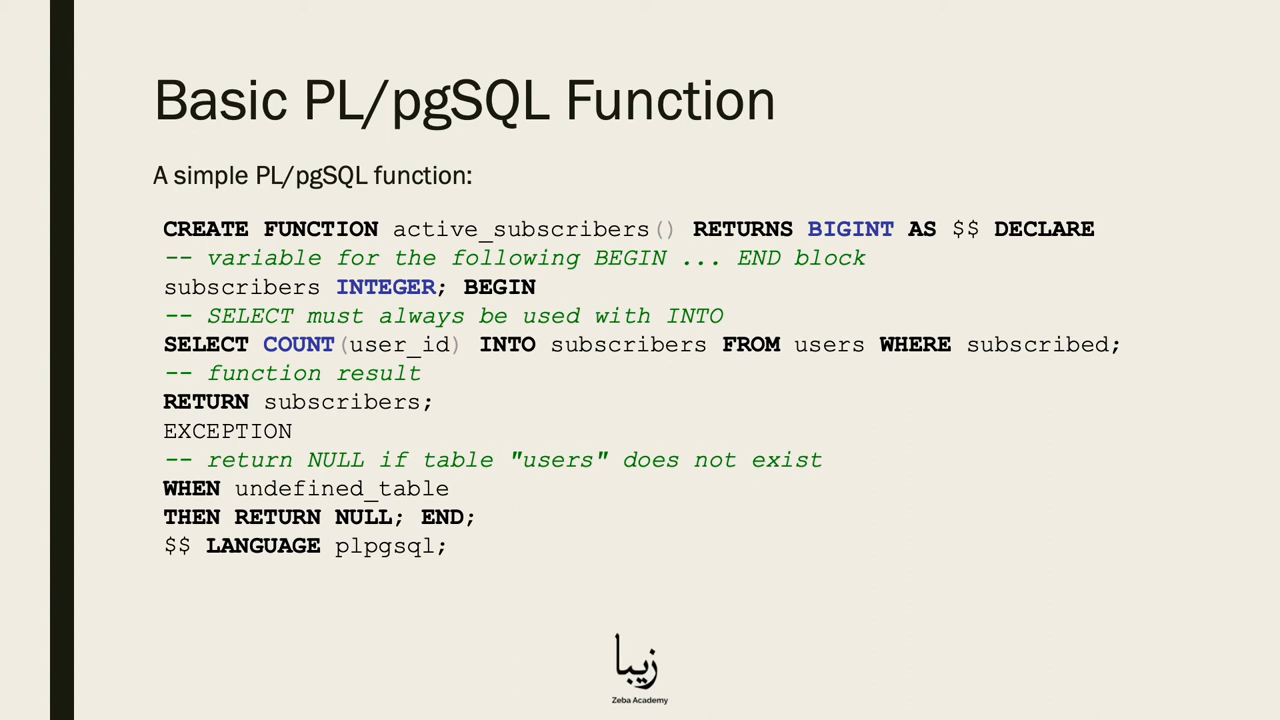 Basic PL/pgSQL Function
A simple PL/pgSQL function:
CREATE FUNCTION active_subscribers() RETURNS BIGINT AS $$ DECLARE
-- variable for the following BEGIN ... END block
subscribers INTEGER; BEGIN
-- SELECT must always be used with INTO
SELECT COUNT(user_id) INTO subscribers FROM users WHERE subscribed;
-- function result
RETURN subscribers;
EXCEPTION
-- return NULL if table "users" does not exist
WHEN undefined_table
THEN RETURN NULL; END;
$$ LANGUAGE plpgsql;
زیبا
Zeba Academy